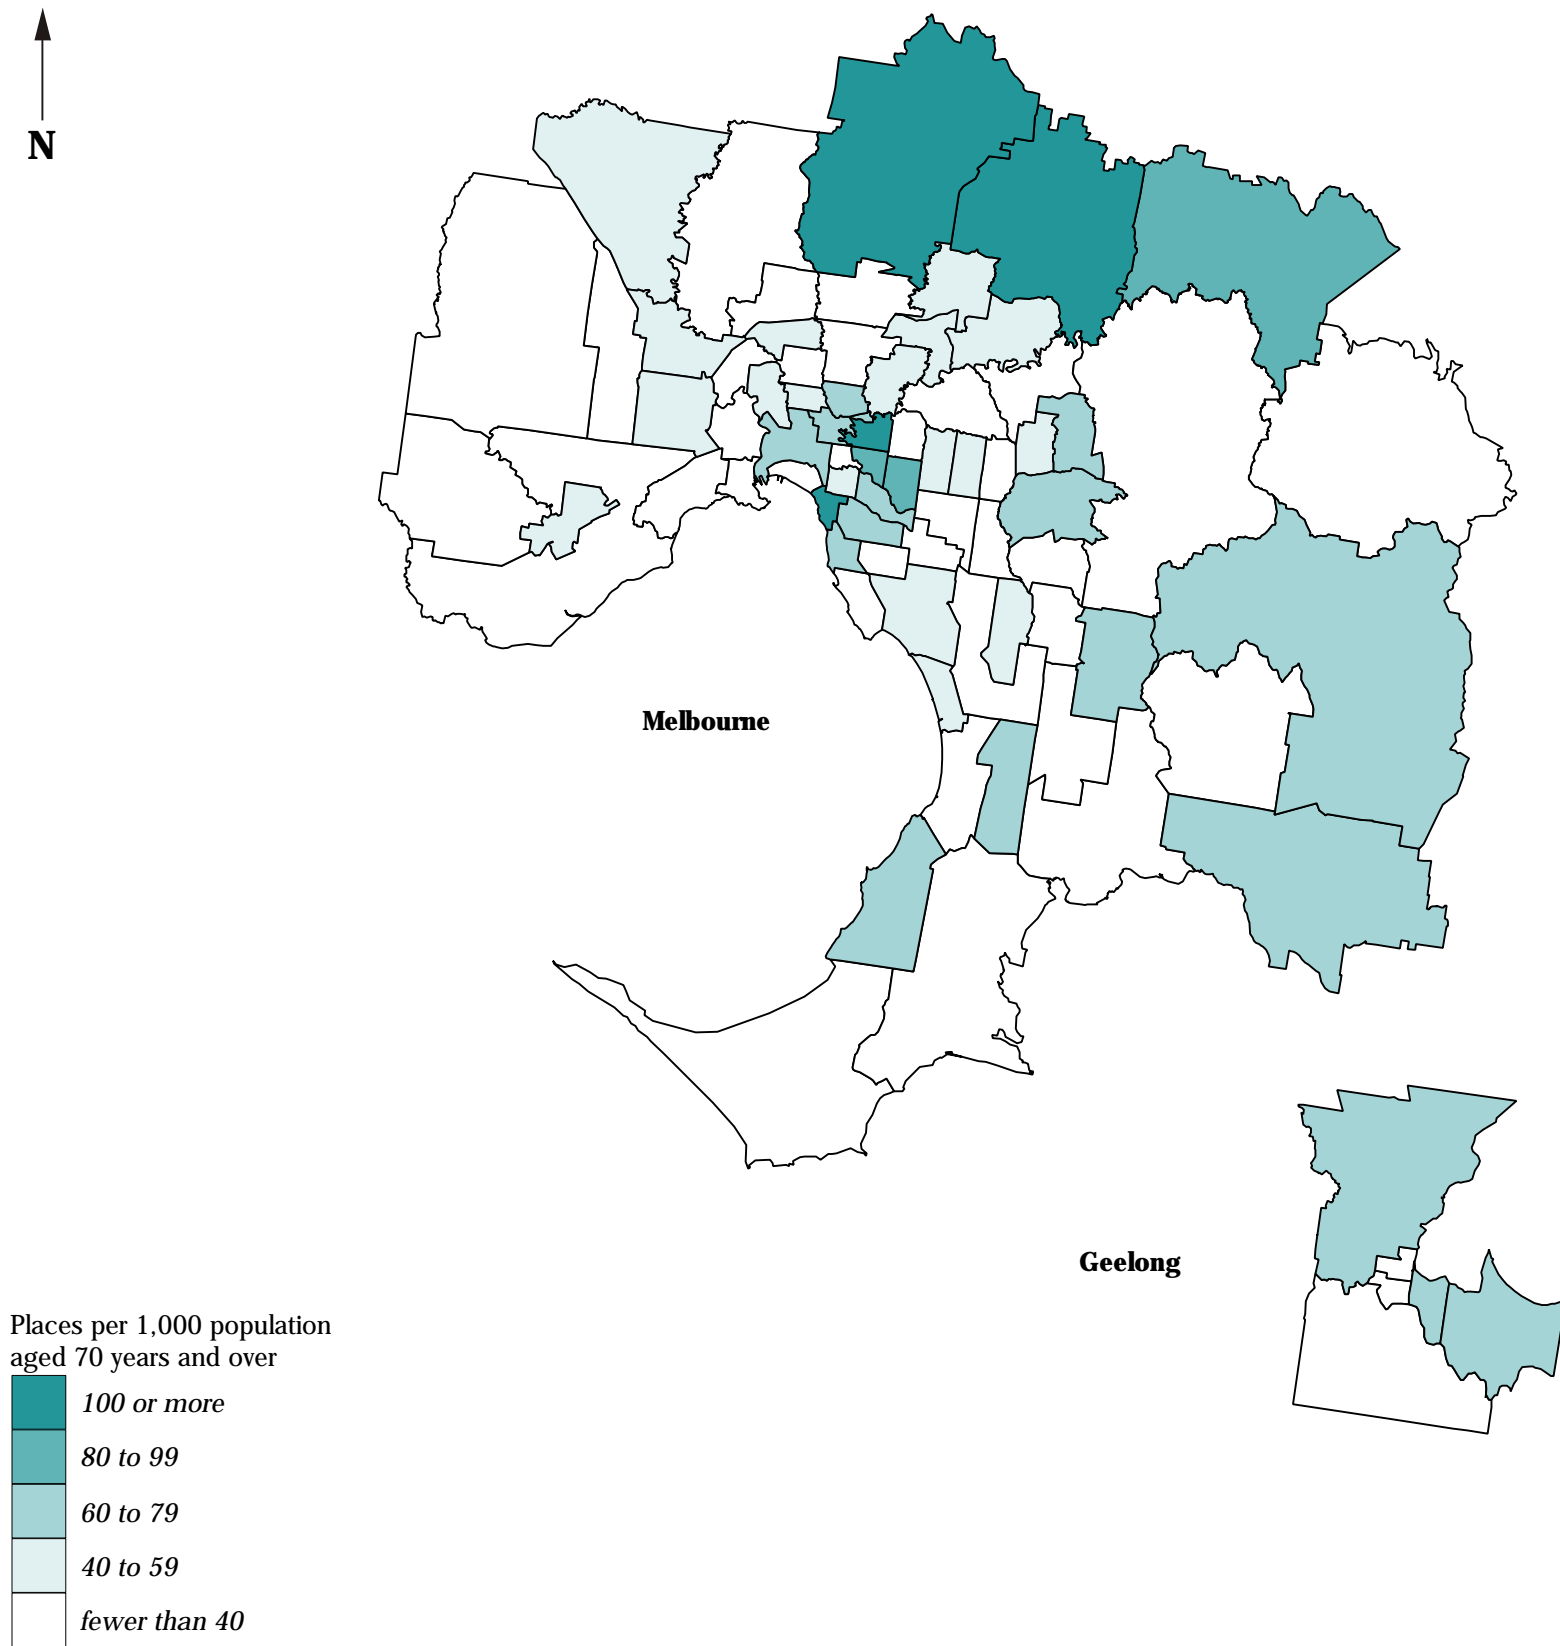 N
Melbourne
Geelong
Places per 1,000 population
aged 70 years and over
100 or more
80 to 99
60 to 79
40 to 59
fewer than 40